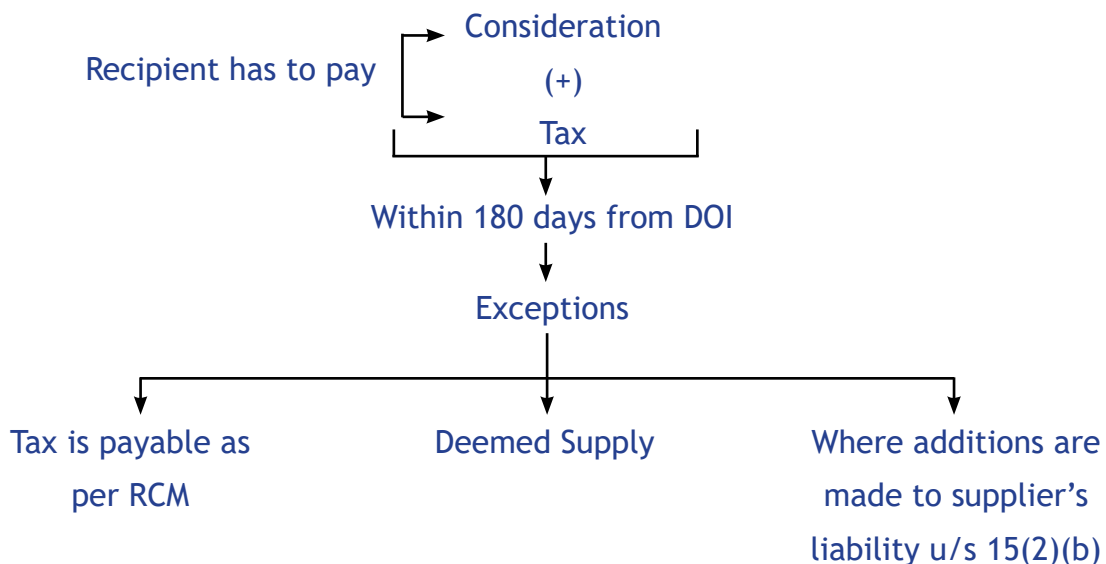 Consideration
Recipient has to pay
(+)
Tax
Within 180 days from DOI
Exceptions
Tax is payable as
per RCM
Deemed Supply
Where additions are
made to supplier’s
liability u/s 15(2)(b)